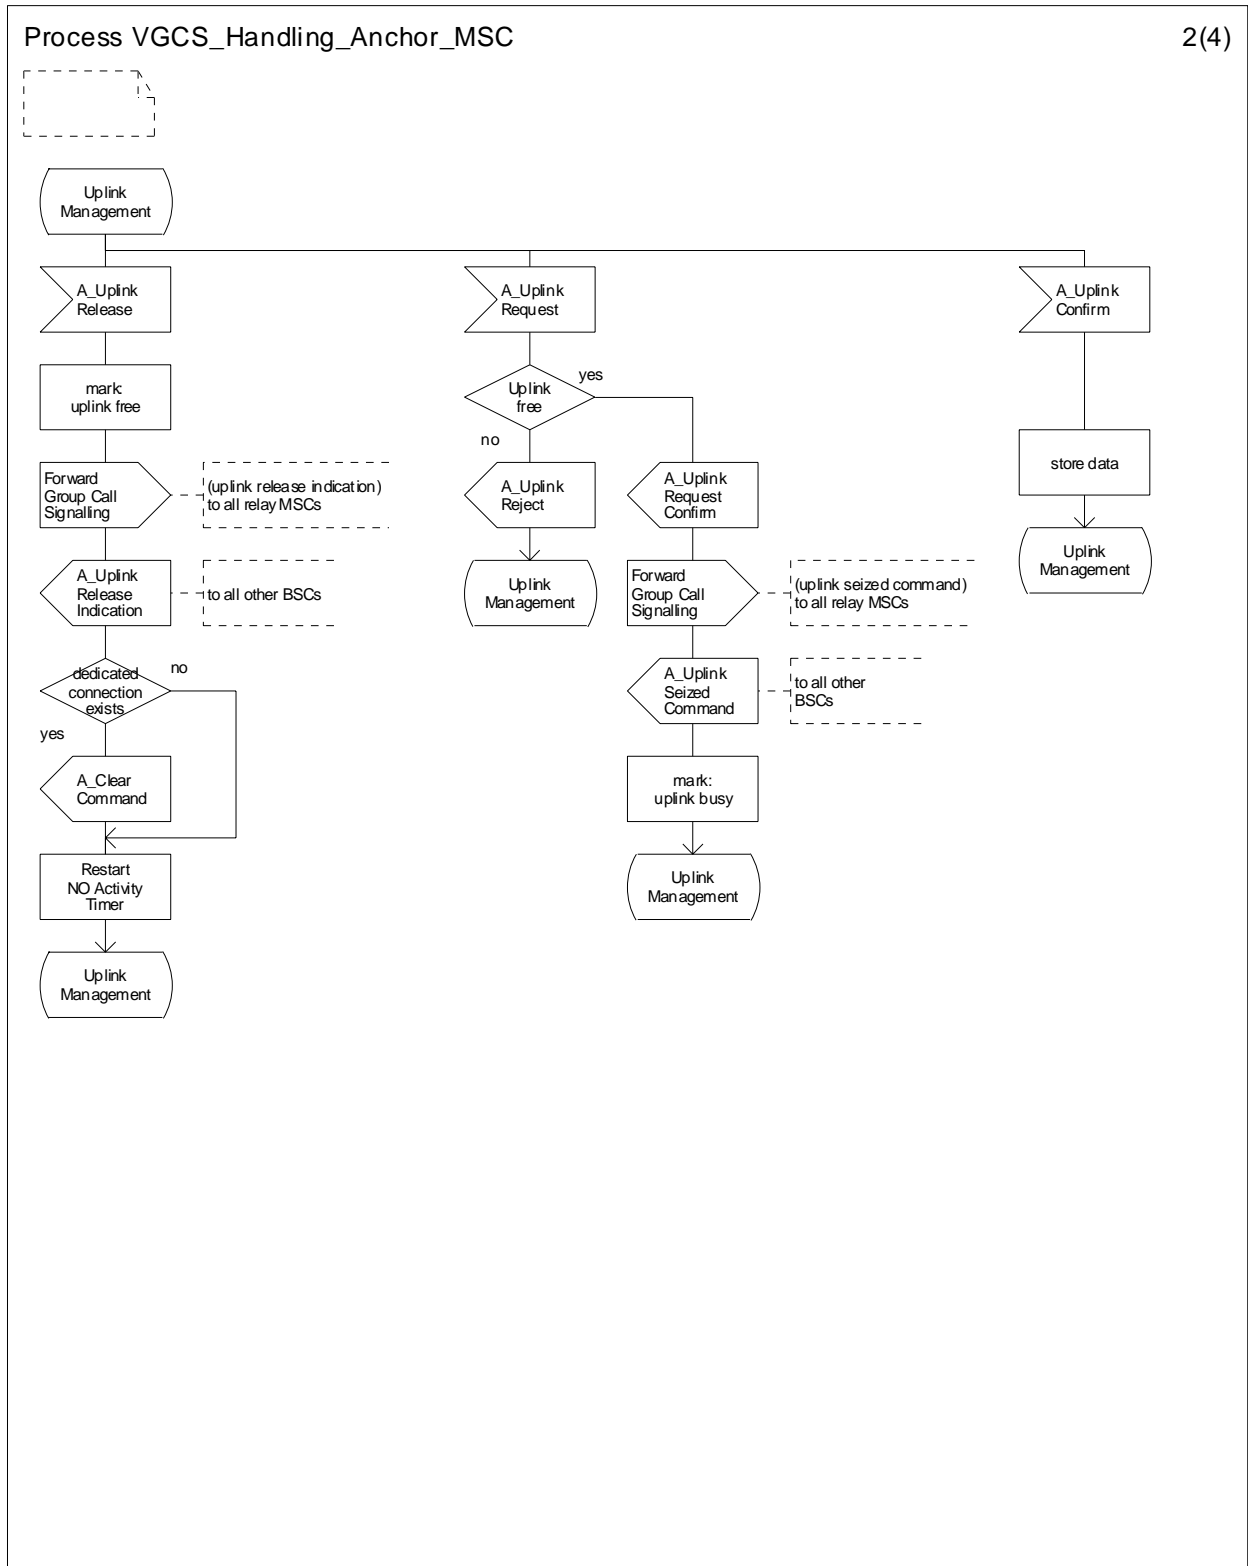 Process VGCS_Handling_Anchor_MSC
2(4)
Uplink
Management
A_Uplink
Release
mark:
uplink free
Forward
Group Call
Signalling
(uplink release indication)
to all relay MSCs
A_Uplink
Release
Indication
to all other BSCs
dedicated
connection
exists
no
yes
A_Clear
Command
Restart
NO Activity
Timer
Uplink
Management
A_Uplink
Request
Uplink
free
yes
no
A_Uplink
Reject
Uplink
Management
A_Uplink
Request
Confirm
Forward
Group Call
Signalling
(uplink seized command)
to all relay MSCs
A_Uplink
Seized
Command
to all other
BSCs
mark:
uplink busy
Uplink
Management
A_Uplink
Confirm
store data
Uplink
Management